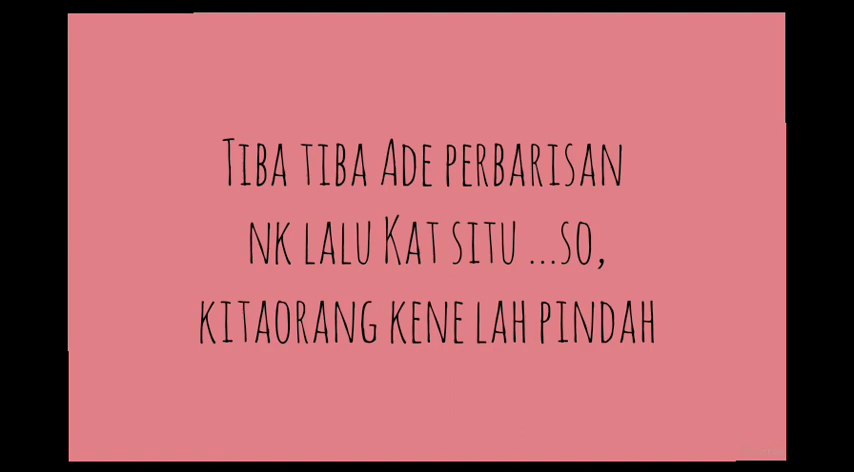 Tiba tiba Ade perbarisan
nk lalu Kat situ ...so,
kitaorang kene lah pindah